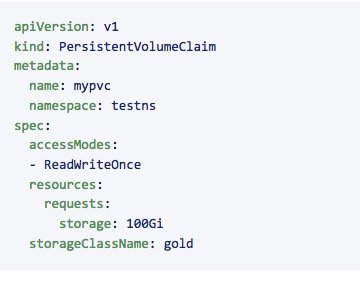 apiVersion: v1
kind: PersistentVolumeClaim
metadata:
  name: mypvc
  namespace: testns
spec:
  accessModes:
  - ReadWriteOnce
  resources:
    requests:
      storage: 100Gi
  storageClassName: gold